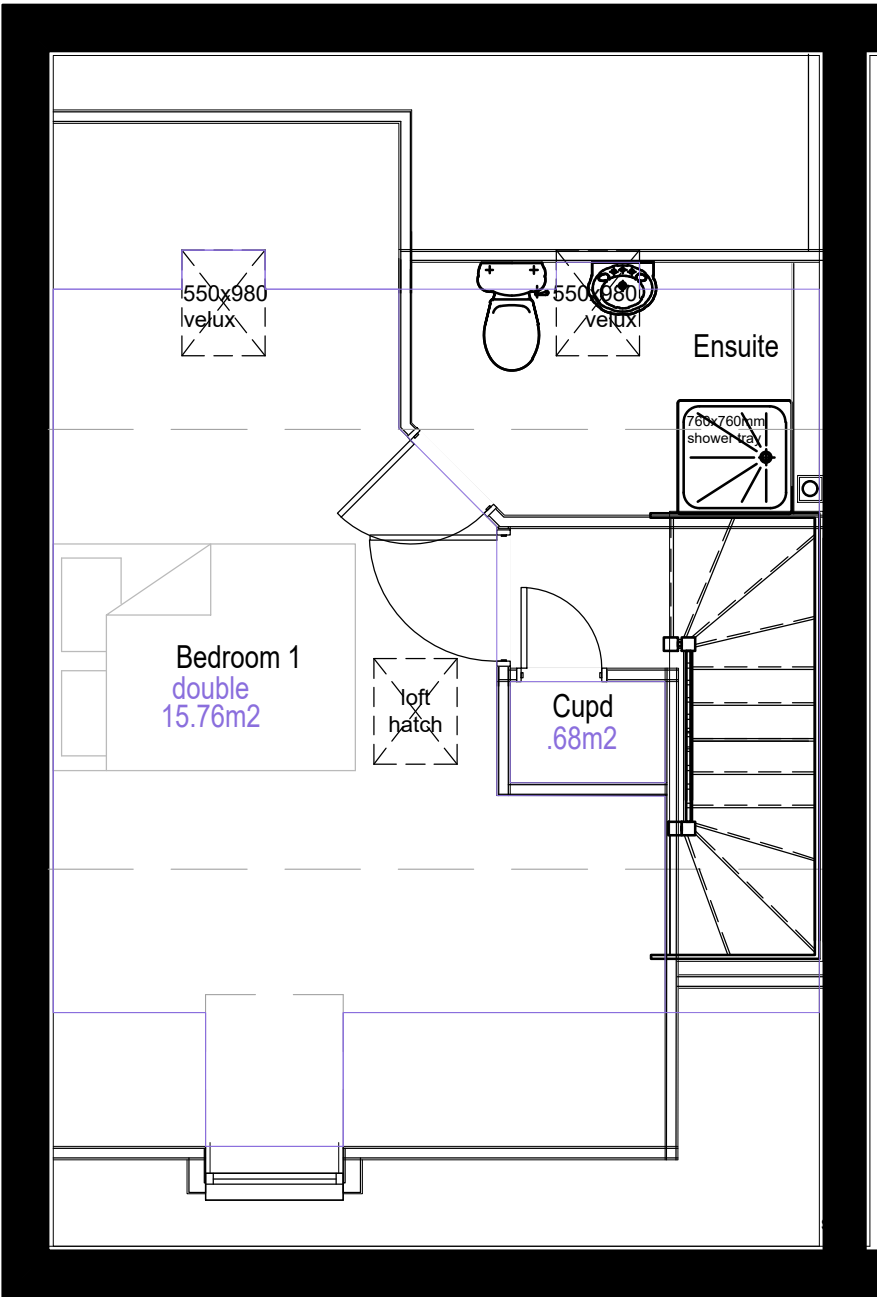 550x980
velux
550x980
velux
Ensuite
760x760mm
shower tray
Bedroom 1
double
15.76m2
loft
hatch
Cupd
.68m2